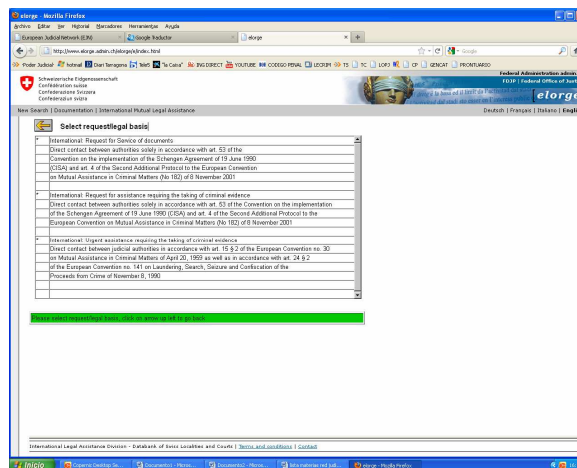 elorge - Mozilla Firefox
Archivo Editar Ver Historial Marcadores Herramientas Ayuda
European Judicial Network (EJN) Google Traductor elorge
http://www.elorge.admin.ch/elorge/e/index.html Google
Poder Judicial hotmail Diari Tarragona Tele5 "la Caixa" ING DIRECT YOUTUBE CODIGO PENAL LECRIM TS TC LOPJ CP GENCAT PRONTUARIO
Schweizerische Eidgenossenschaft
Confédération suisse
Confederazione Svizzera
Confederaziun svizra
Federal Administration admin
FOJP | Federal Office of Just
elorge
New Search | Documentation | International Mutual Legal Assistance Deutsch | Français | Italiano | Engli
Select request/legal basis
* International: Request for Service of documents
Direct contact between authorities solely in accordance with art. 53 of the
Convention on the implementation of the Schengen Agreement of 19 June 1990
(CISA) and art. 4 of the Second Additional Protocol to the European Convention
on Mutual Assistance in Criminal Matters (No 182) of 8 November 2001
* International: Request for assistance requiring the taking of criminal evidence
Direct contact between authorities solely in accordance with art. 53 of the Convention on the implementation
of the Schengen Agreement of 19 June 1990 (CISA) and art. 4 of the Second Additional Protocol to the
European Convention on Mutual Assistance in Criminal Matters (No 182) of 8 November 2001
* International: Urgent assistance requiring the taking of criminal evidence
Direct contact between judicial authorities in accordance with art. 15 § 2 of the European Convention no. 30
on Mutual Assistance in Criminal Matters of April 20, 1959 as well as in accordance with art. 24 § 2
of the European Convention no. 141 on Laundering, Search, Seizure and Confiscation of the
Proceeds from Crime of November 8, 1990
Please select request/legal basis, click on arrow up left to go back
International Legal Assistance Division - Databank of Swiss Localities and Courts | Terms and conditions | Contact
Inicio Copernic Desktop Se... Documento1 - Micros... Documento2 - Micros... lista materias red judi... elorge - Mozilla Firefox